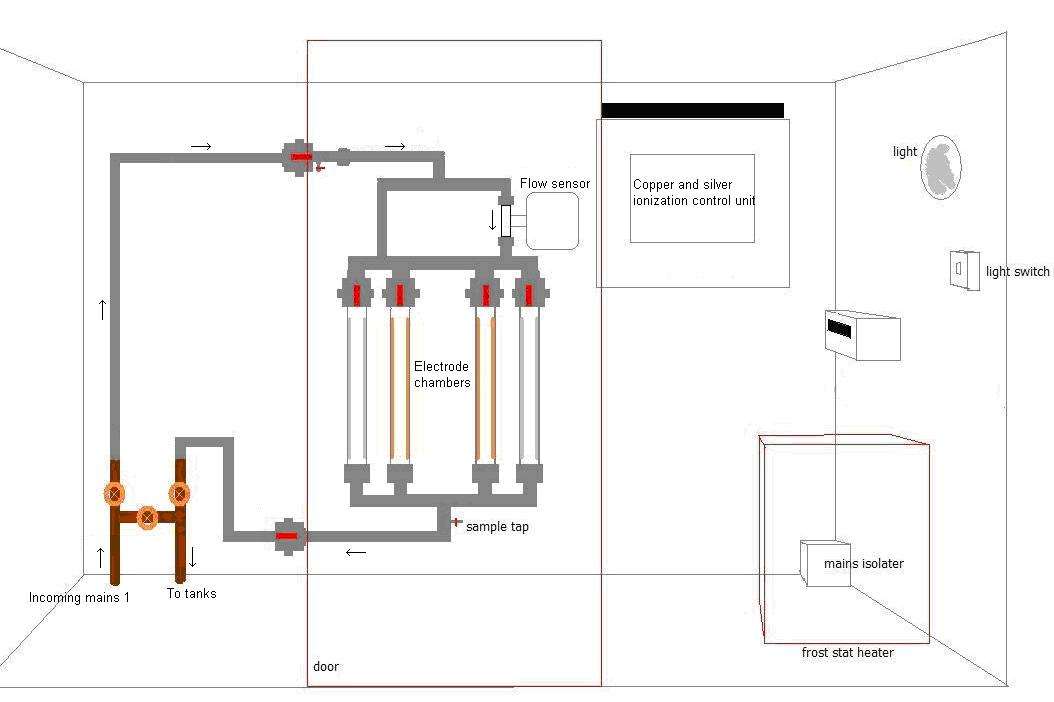 light
Flow sensor
Copper and silver
ionization control unit
light switch
Electrode
chambers
sample tap
mains isolater
Incoming mains 1
To tanks
frost stat heater
door